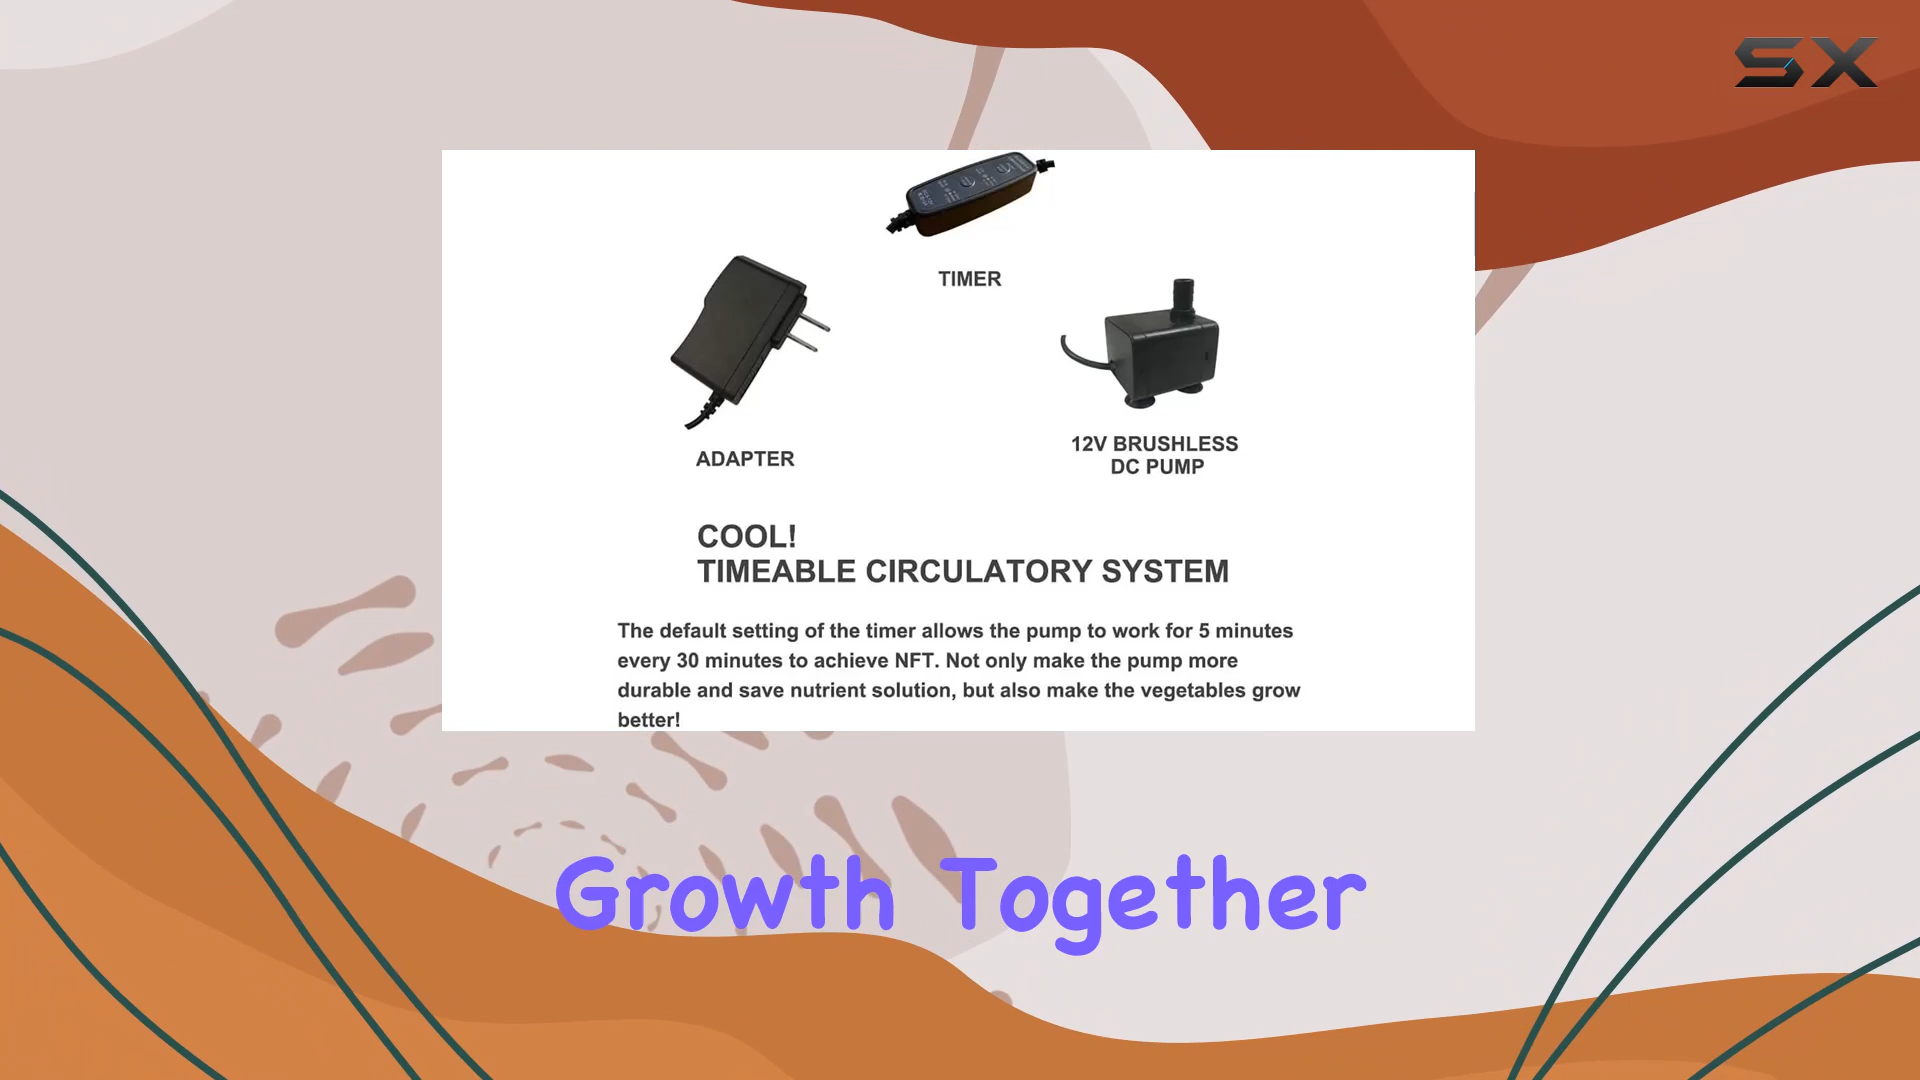 SX
TIMER
ADAPTER
12V BRUSHLESS
DC PUMP
COOL!
TIMEABLE CIRCULATORY SYSTEM
The default setting of the timer allows the pump to work for 5 minutes
every 30 minutes to achieve NFT. Not only make the pump more
durable and save nutrient solution, but also make the vegetables grow
better!
Growth Together